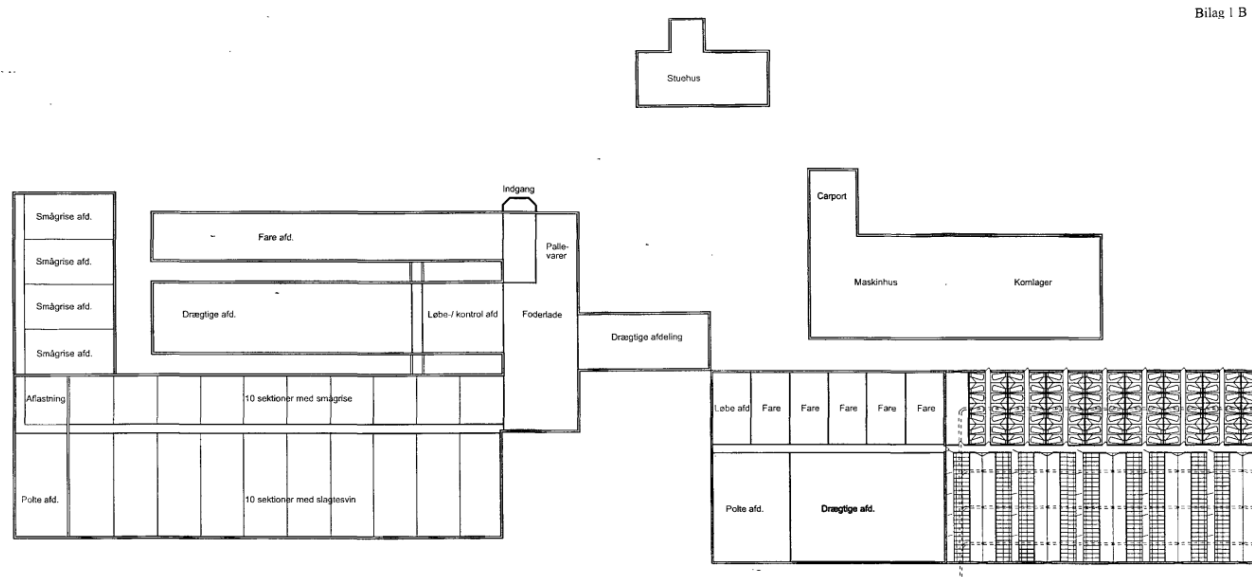 Bilag 1 B
Stuehus
Indgang
Carport
Smågrise afd.
Fare afd.
Palle-
varer
Smågrise afd.
Maskinhus
Kornlager
Smågrise afd.
Drægtige afd.
Løbe-/ kontrol afd
Foderlade
Drægtige afdeling
Smågrise afd.
Aflastning
10 sektioner med smågrise
Løbe afd
Fare
Fare
Fare
Fare
Fare
Polte afd.
10 sektioner med slagtesvin
Polte afd.
Drægtige afd.